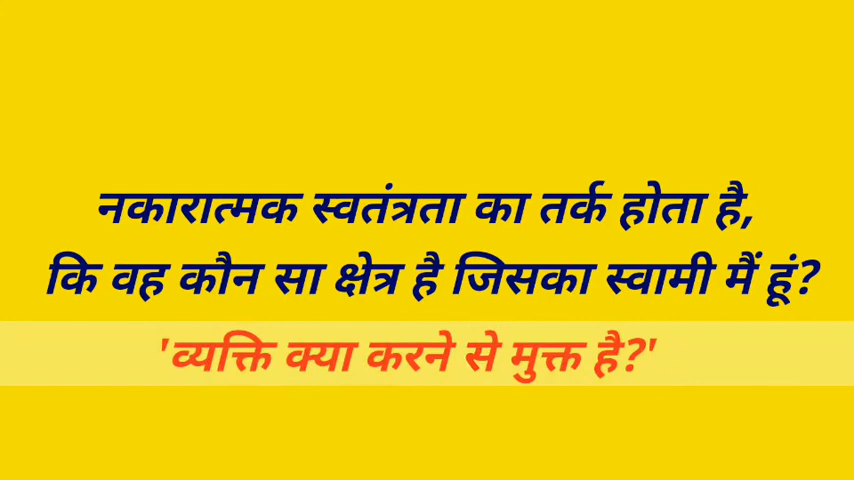 नकारात्मक स्वतंत्रता का तर्क होता है,
कि वह कौन सा क्षेत्र है जिसका स्वामी मैं हूं?
'व्यक्ति क्या करने से मुक्त है?'